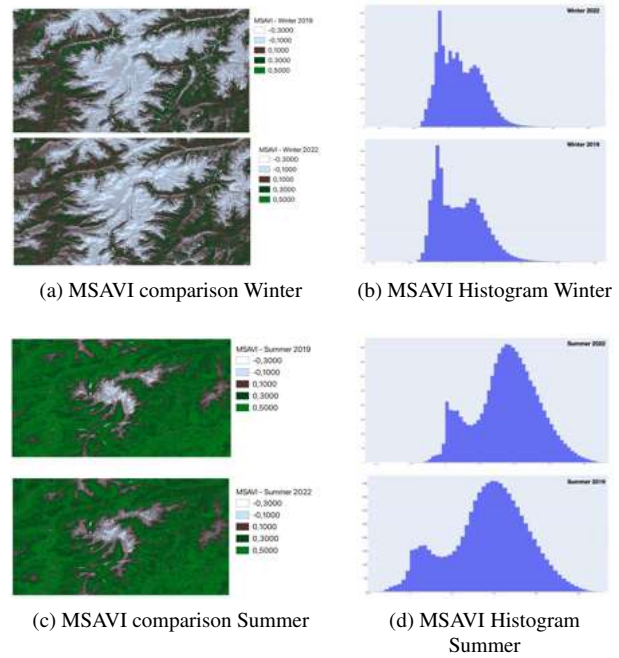 MSAVI - Winter 2019
-0,3000
-0,1000
0,1000
0,3000
0,5000
MSAVI - Winter 2022
-0,3000
-0,1000
0,1000
0,3000
0,5000
(a) MSAVI comparison Winter
Winter 2022
Winter 2019
(b) MSAVI Histogram Winter
MSAVI - Summer 2019
-0,3000
-0,1000
0,1000
0,3000
0,5000
MSAVI - Summer 2022
-0,3000
-0,1000
0,1000
0,3000
0,5000
(c) MSAVI comparison Summer
Summer 2022
Summer 2019
(d) MSAVI Histogram
Summer